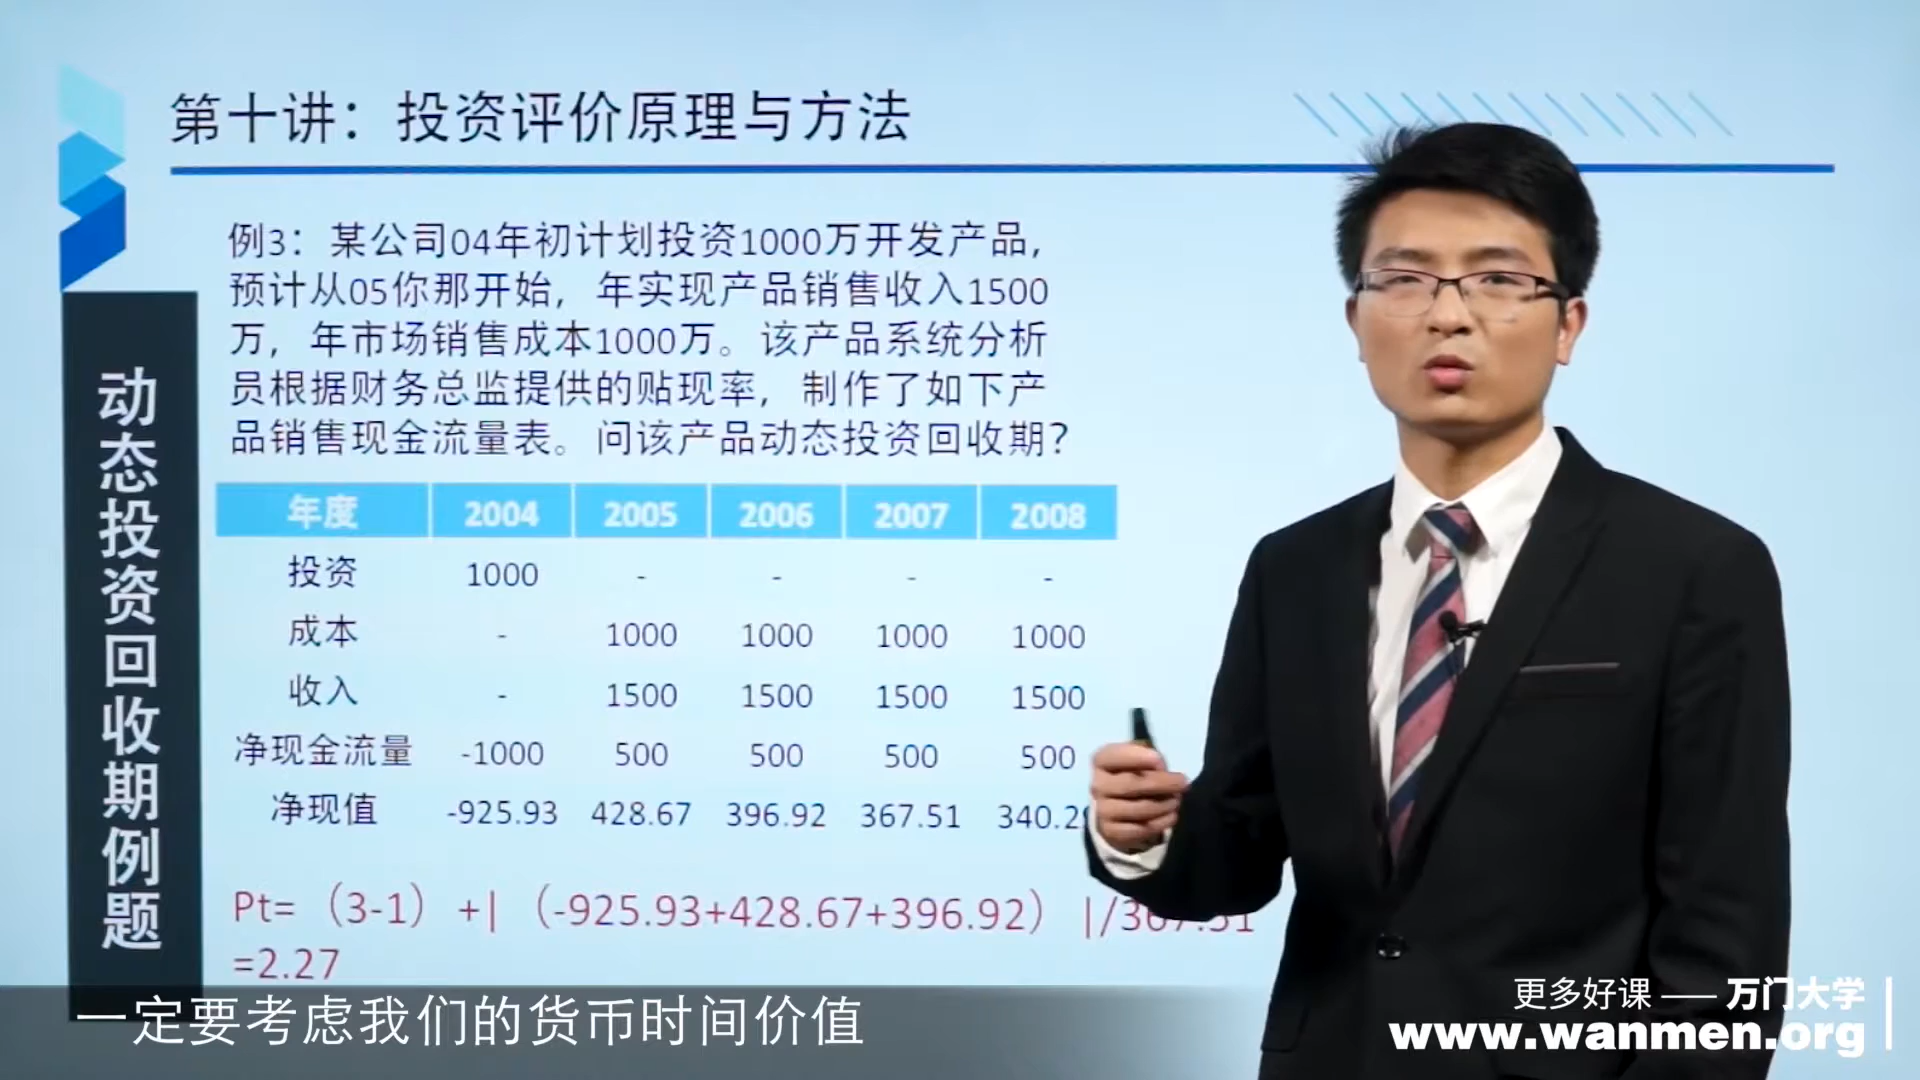 第十讲：投资评价原理与方法
动态投资回收期例题
例3：某公司04年初计划投资1000万开发产品，
预计从05你那开始，年实现产品销售收入1500
万，年市场销售成本1000万。该产品系统分析
员根据财务总监提供的贴现率，制作了如下产
品销售现金流量表。问该产品动态投资回收期？
年度 2004 2005 2006 2007 2008
投资 1000 - - - -
成本 - 1000 1000 1000 1000
收入 - 1500 1500 1500 1500
净现金流量 -1000 500 500 500 500
净现值 -925.93 428.67 396.92 367.51
Pt=（3-1）+|（-925.93+428.67+396.92）|/367.51
=2.27
一定要考虑我们的货币时间价值
更多好课 —— 万门大学
www.wanmen.org